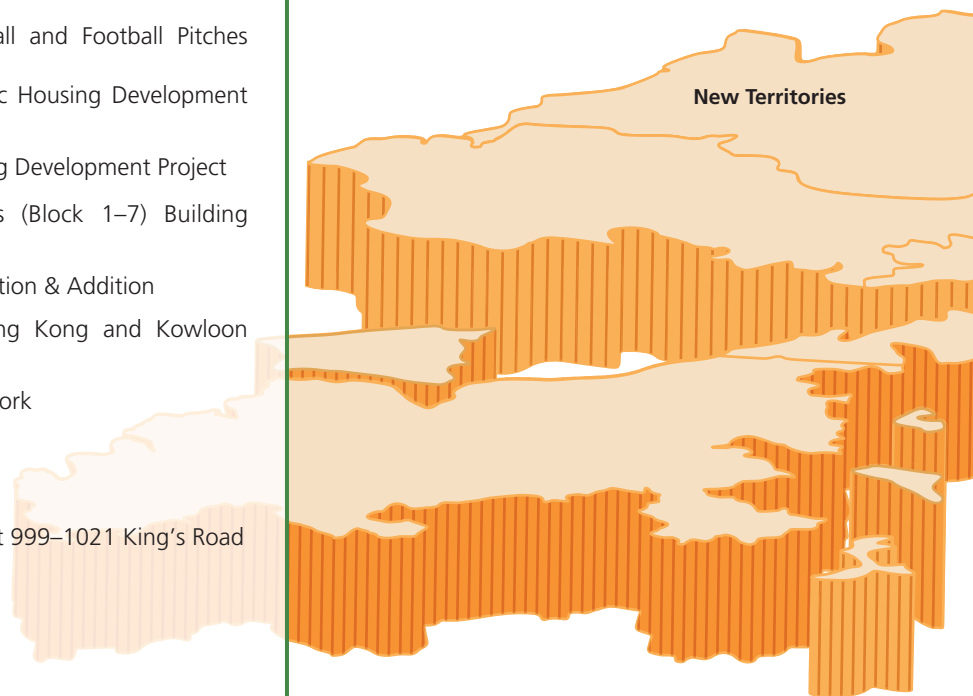 all and Football Pitches
c Housing Development
g Development Project
s (Block 1–7) Building
tion & Addition
ng Kong and Kowloon
ork
t 999–1021 King's Road
New Territories